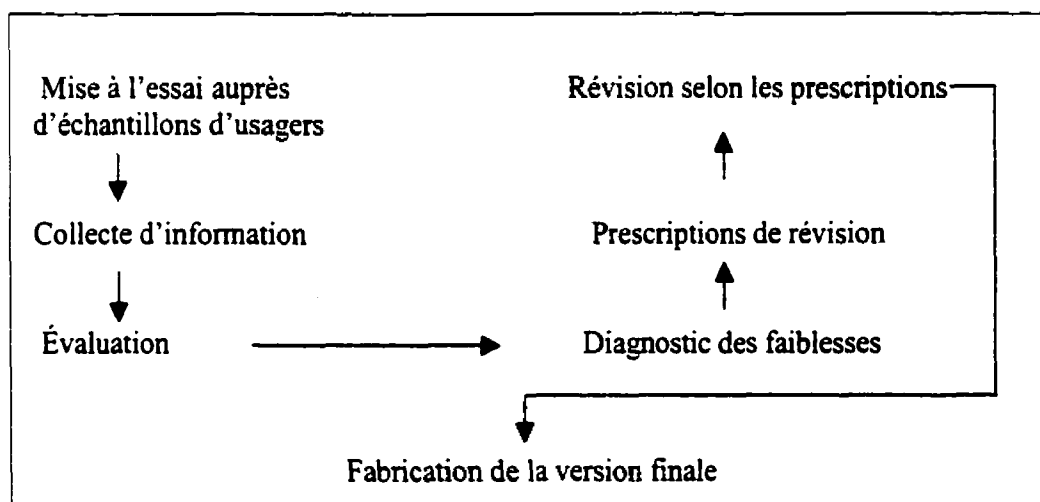 Mise à l'essai auprès
d'échantillons d'usagers
Collecte d'information
Évaluation
Diagnostic des faiblesses
Prescriptions de révision
Révision selon les prescriptions
Fabrication de la version finale